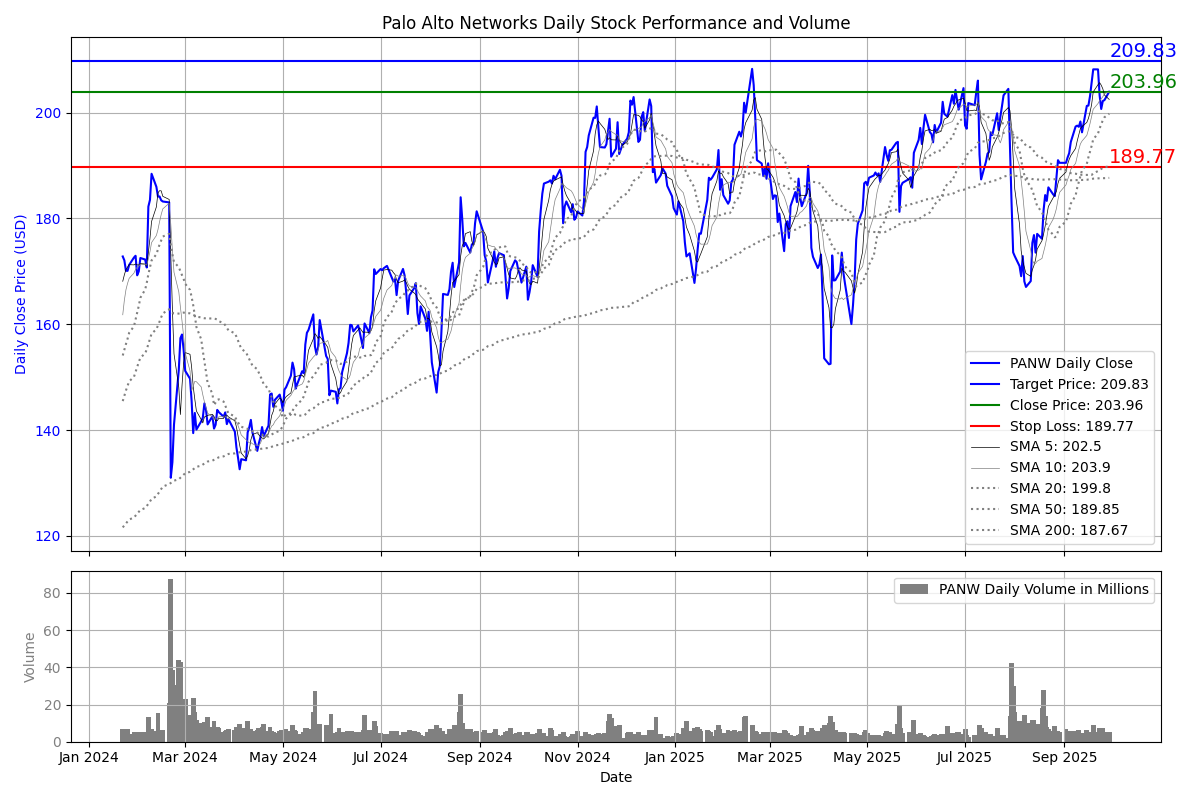 Palo Alto Networks Daily Stock Performance and Volume
209.83
203.96
189.77
200
180
160
140
120
Daily Close Price (USD)
PANW Daily Close
Target Price: 209.83
Close Price: 203.96
Stop Loss: 189.77
SMA 5: 202.5
SMA 10: 203.9
SMA 20: 199.8
SMA 50: 189.85
SMA 200: 187.67
PANW Daily Volume in Millions
80
60
40
20
0
Volume
Jan 2024
Mar 2024
May 2024
Jul 2024
Sep 2024
Nov 2024
Jan 2025
Mar 2025
May 2025
Jul 2025
Sep 2025
Date